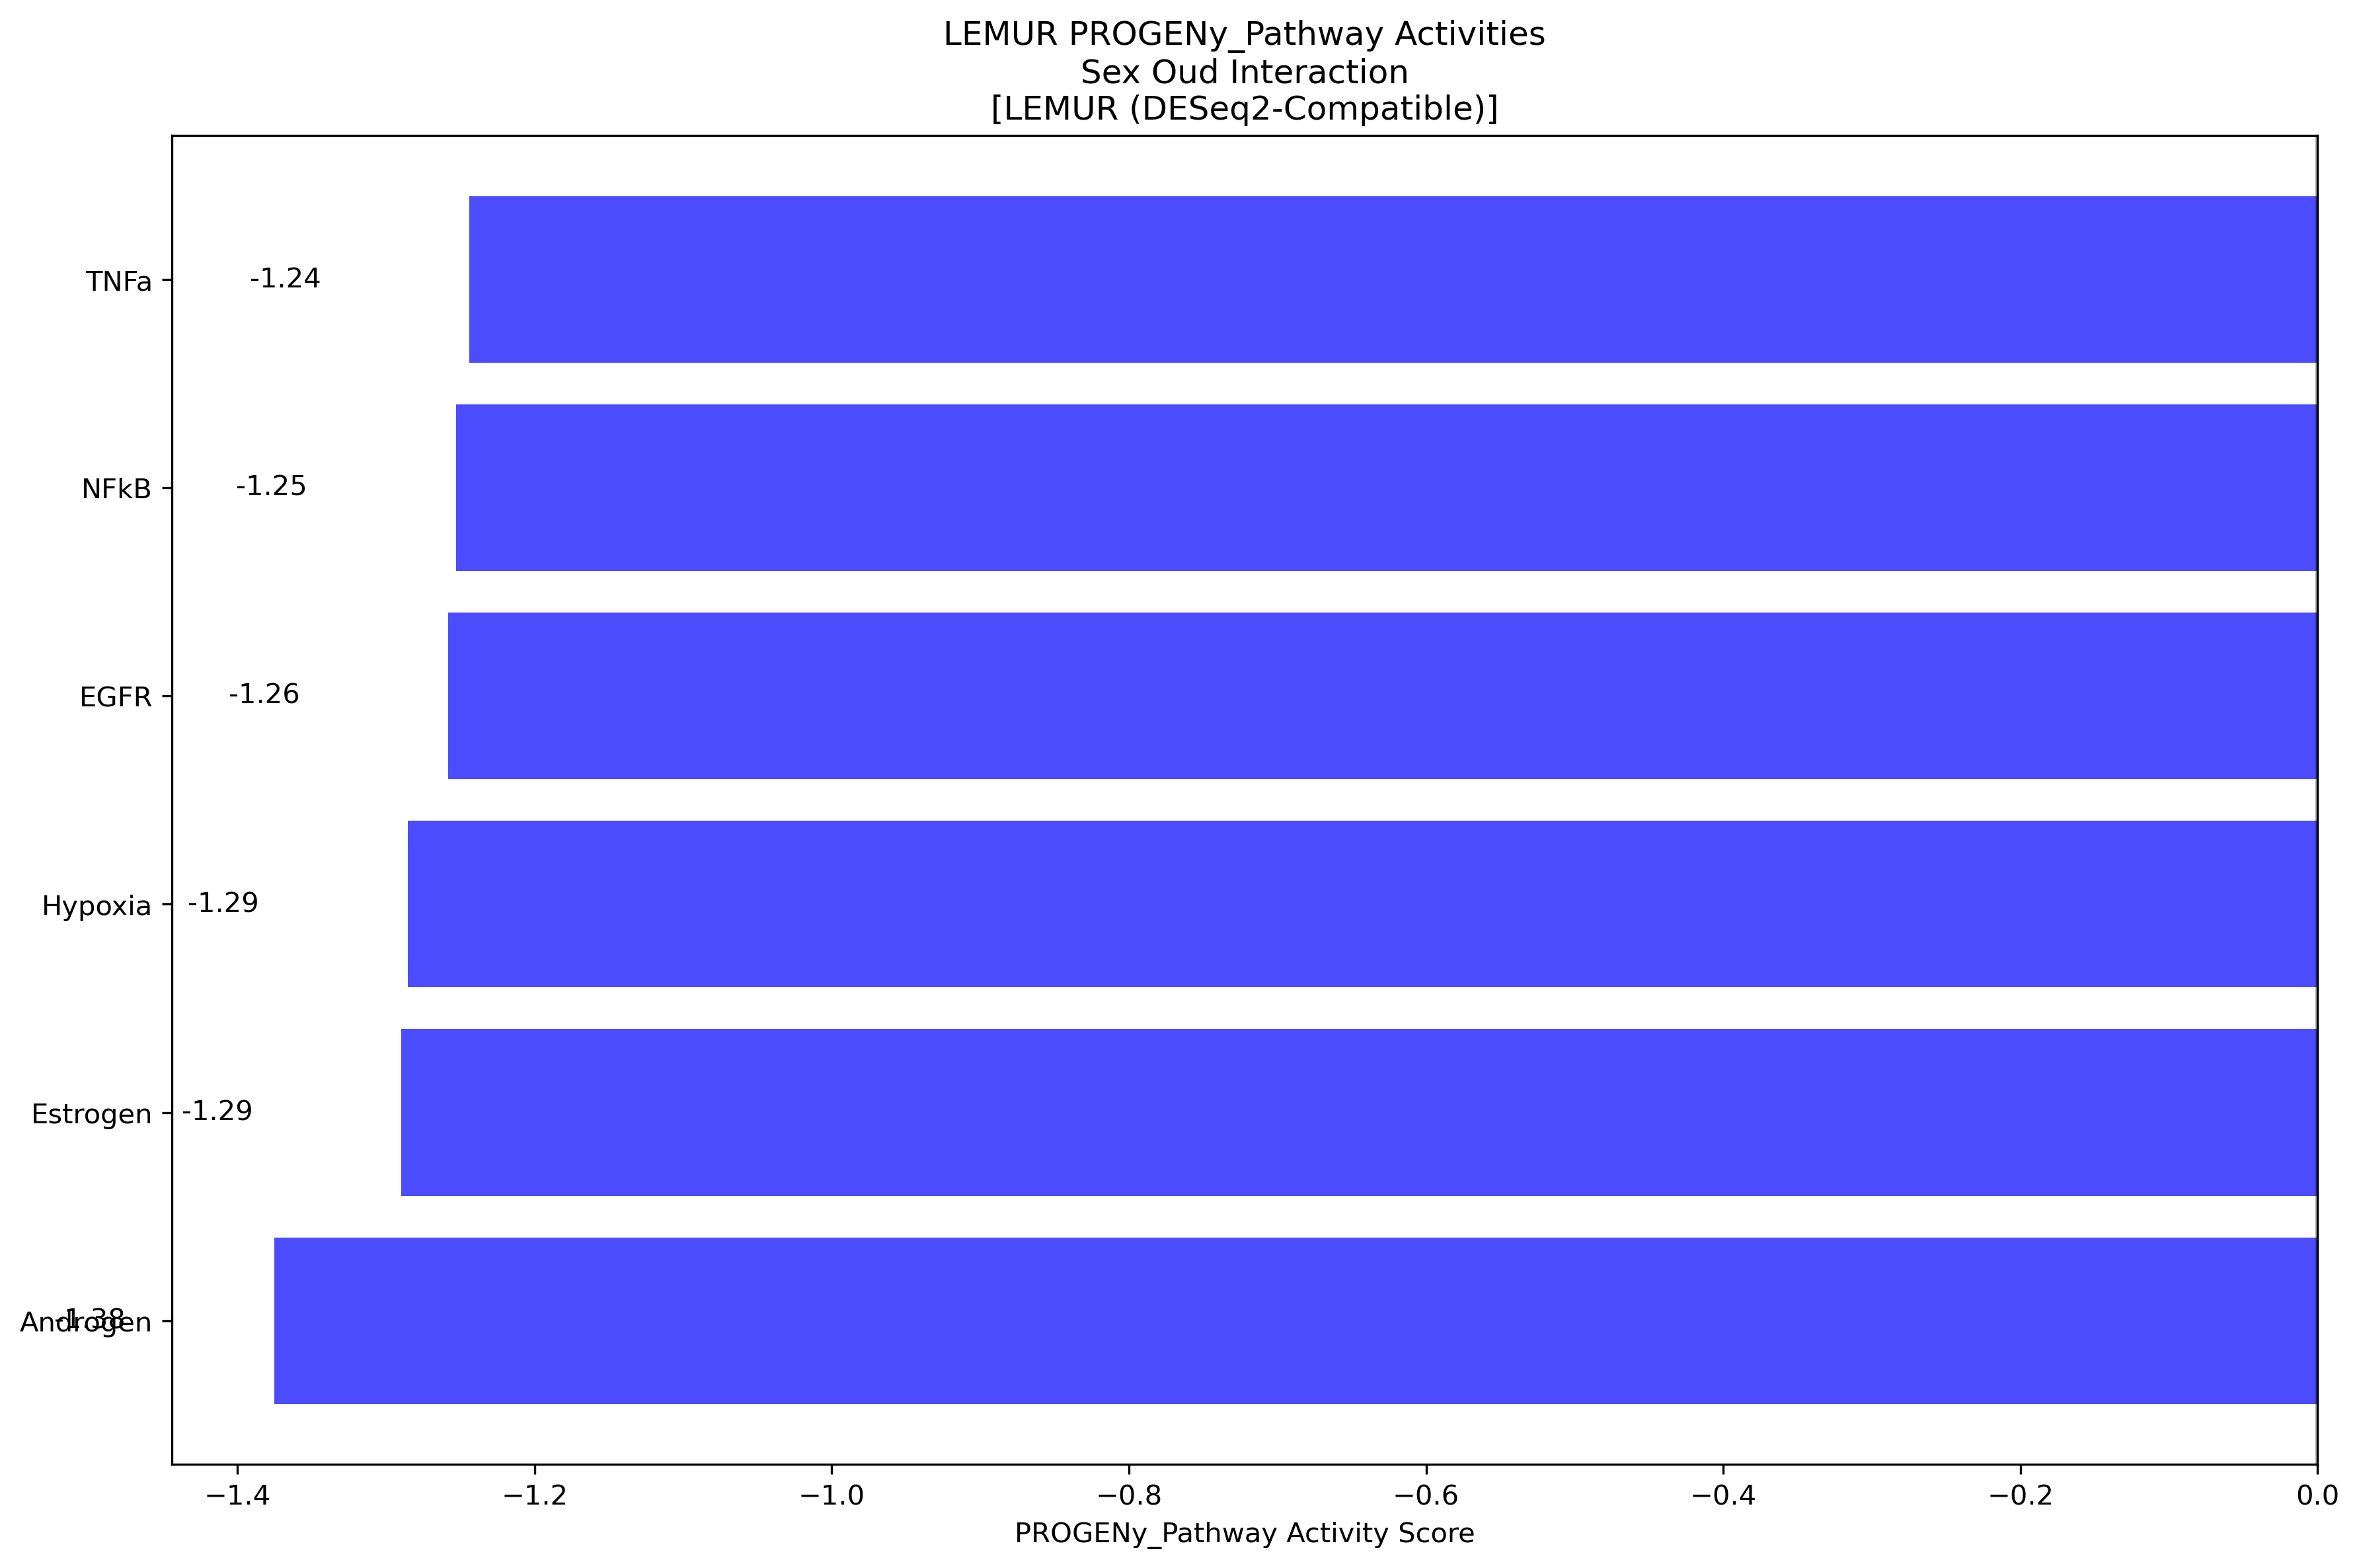 LEMUR PROGENy_Pathway Activities
Sex Oud Interaction
[LEMUR (DESeq2-Compatible)]
TNFa
-1.24
NFkB
-1.25
EGFR
-1.26
Hypoxia
-1.29
Estrogen
-1.29
Androgen
-1.38
−1.4 −1.2 −1.0 −0.8 −0.6 −0.4 −0.2 0.0
PROGENy_Pathway Activity Score